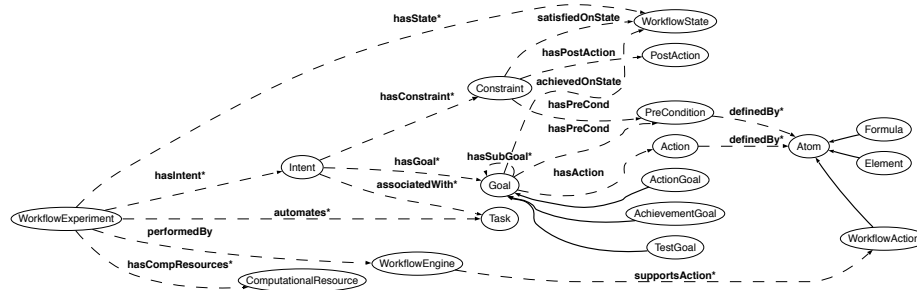 hasState*
satisfiedOnState
WorkflowState
hasPostAction
PostAction
achievedOnState
Constraint
hasConstraint*
hasPreCond
PreCondition
definedBy*
Formula
hasPreCond
Action
definedBy*
Atom
Element
hasSubGoal*
Intent
hasGoal*
hasIntent*
hasAction
ActionGoal
associatedWith*
Goal
AchievementGoal
WorkflowExperiment
automates*
Task
performedBy
TestGoal
WorkflowAction
WorkflowEngine
hasCompResources*
supportsAction*
ComputationalResource